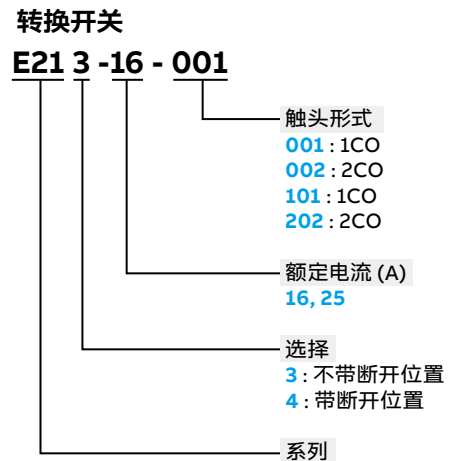 转换开关
E21 3 -16 - 001
触头形式
001 : 1CO
002 : 2CO
101 : 1CO
202 : 2CO
额定电流 (A)
16, 25
选择
3 : 不带断开位置
4 : 带断开位置
系列